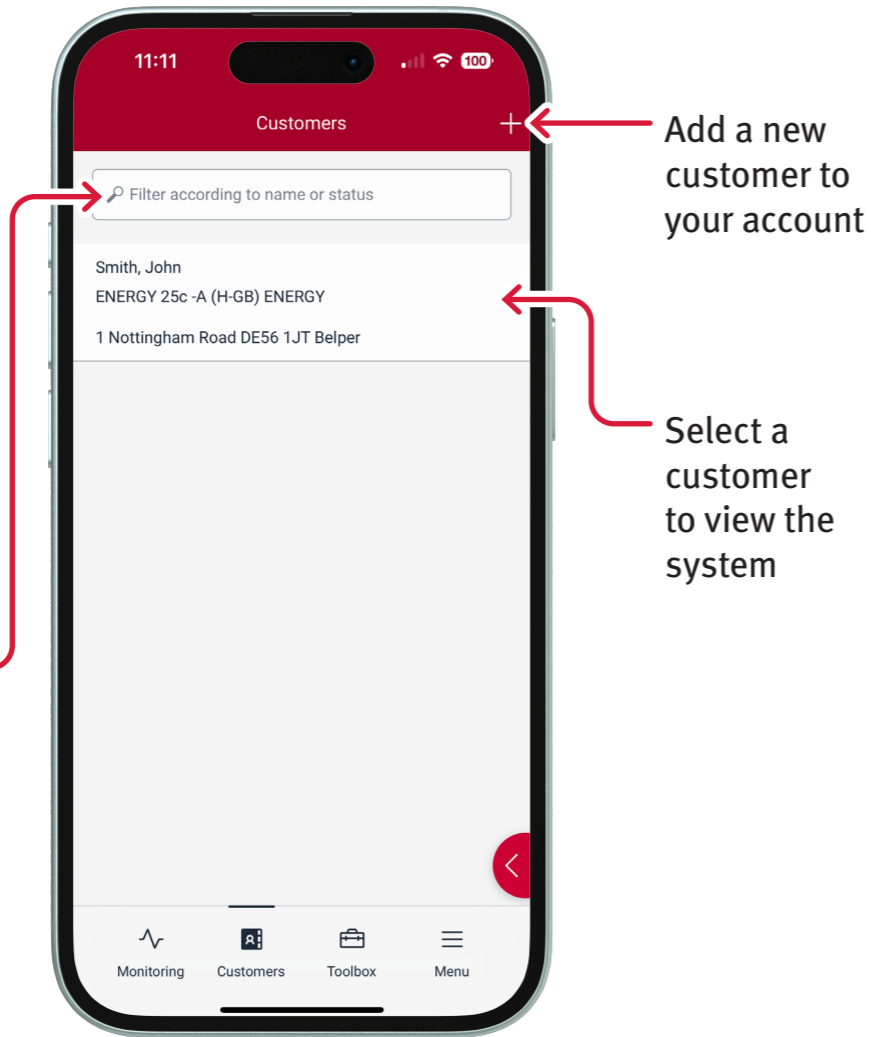 11:11
100
Customers
Add a new
customer to
your account
Filter according to name or status
Smith, John
ENERGY 25c -A (H-GB) ENERGY
1 Nottingham Road DE56 1JT Belper
Select a
customer
to view the
system
Monitoring
Customers
Toolbox
Menu